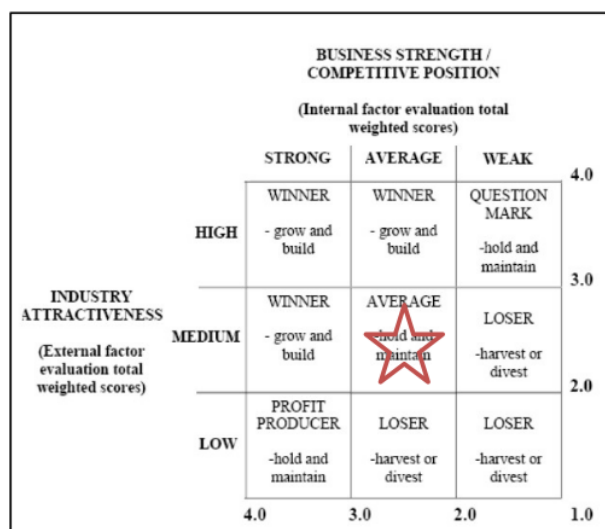 BUSINESS STRENGTH /
COMPETITIVE POSITION
(Internal factor evaluation total
weighted scores)
STRONG AVERAGE WEAK
4.0
HIGH
WINNER
- grow and
build
WINNER
- grow and
build
QUESTION
MARK
-hold and
maintain
3.0
INDUSTRY
ATTRACTIVENESS
(External factor
evaluation total
weighted scores)
MEDIUM
WINNER
- grow and
build
AVERAGE
-hold and
maintain
LOSER
-harvest or
divest
2.0
LOW
PROFIT
PRODUCER
-hold and
maintain
LOSER
-harvest or
divest
LOSER
-harvest or
divest
4.0 3.0 2.0 1.0